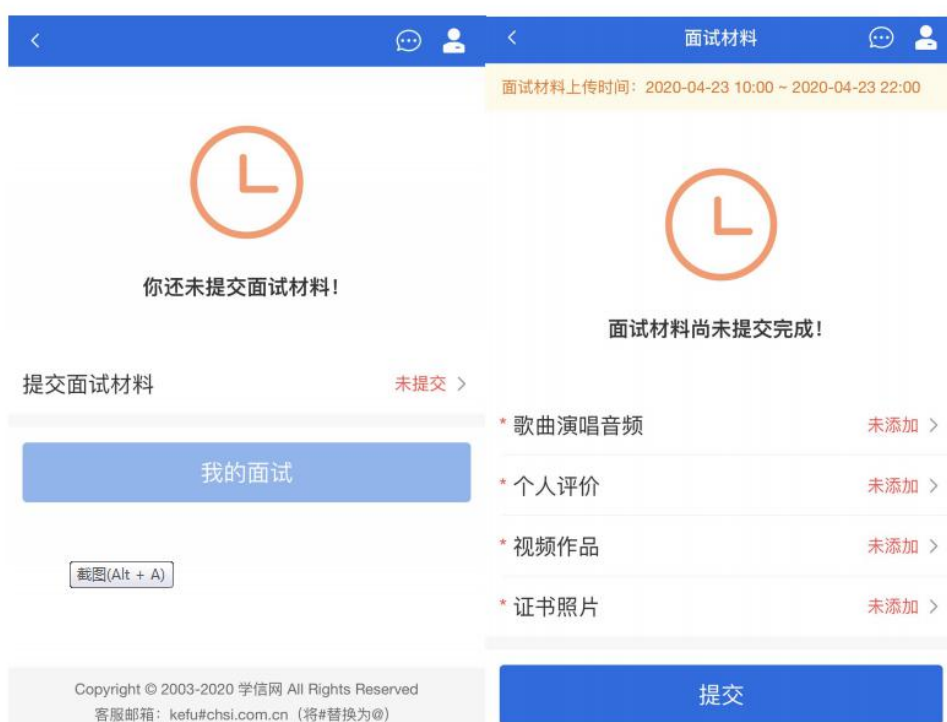 你还未提交面试材料！
提交面试材料 未提交
我的面试
截图(Alt + A)
Copyright © 2003-2020 学信网 All Rights Reserved
客服邮箱：kefu#chsi.com.cn（将#替换为@）
面试材料
面试材料上传时间：2020-04-23 10:00 ~ 2020-04-23 22:00
面试材料尚未提交完成！
* 歌曲演唱音频 未添加
* 个人评价 未添加
* 视频作品 未添加
* 证书照片 未添加
提交